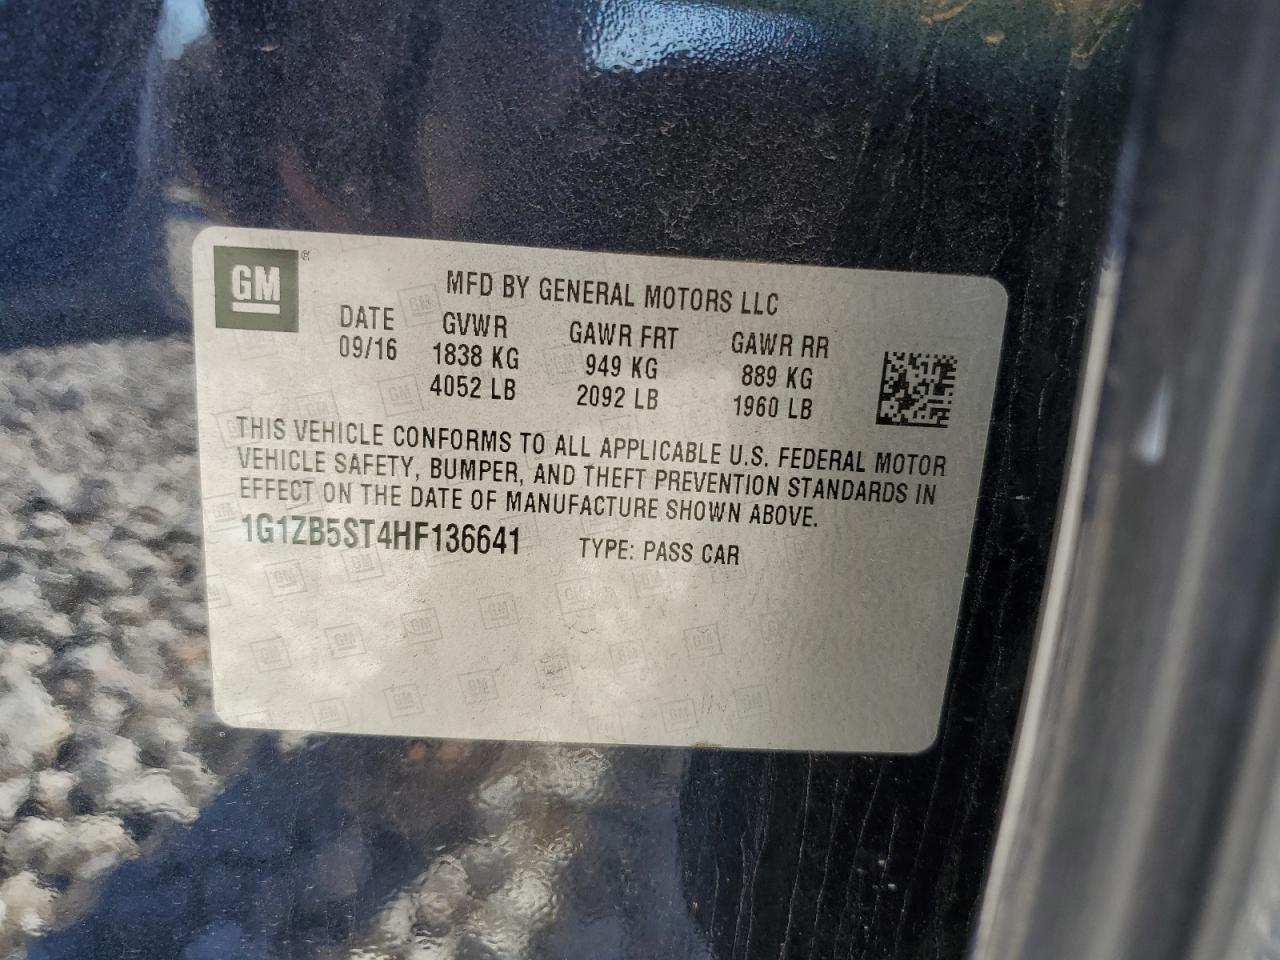 GM ®
MFD BY GENERAL MOTORS LLC
DATE GVWR GAWR FRT GAWR RR
09/16 1838 KG 949 KG 889 KG
4052 LB 2092 LB 1960 LB
THIS VEHICLE CONFORMS TO ALL APPLICABLE U.S. FEDERAL MOTOR
VEHICLE SAFETY, BUMPER, AND THEFT PREVENTION STANDARDS IN
EFFECT ON THE DATE OF MANUFACTURE SHOWN ABOVE.
1G1ZB5ST4HF136641 TYPE: PASS CAR